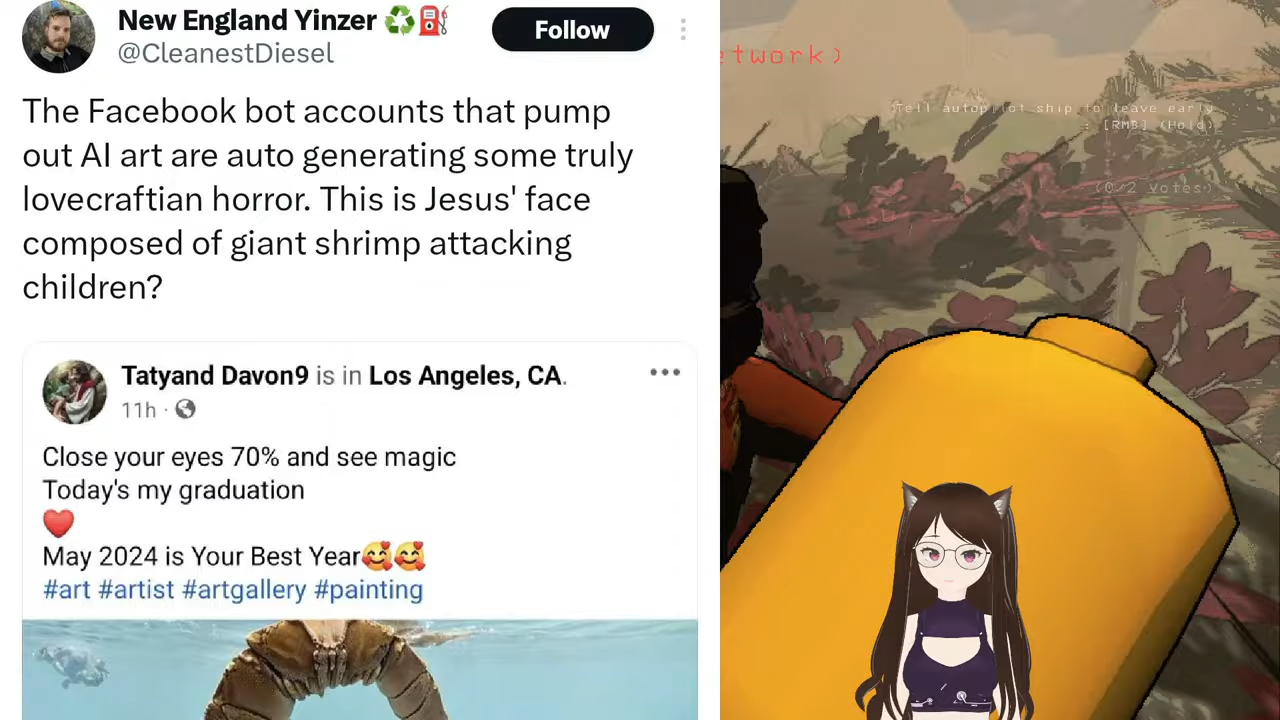 New England Yinzer ♻️⛽
@CleanestDiesel
Follow
The Facebook bot accounts that pump
out AI art are auto generating some truly
lovecraftian horror. This is Jesus' face
composed of giant shrimp attacking
children?
Tatyand Davon9 is in Los Angeles, CA.
11h ·
Close your eyes 70% and see magic
Today's my graduation
❤️
May 2024 is Your Best Year🥰🥰
#art #artist #artgallery #painting
etwork)
Tell autopilot ship to leave early
: [RMB] (Hold)
(0/2 Votes)